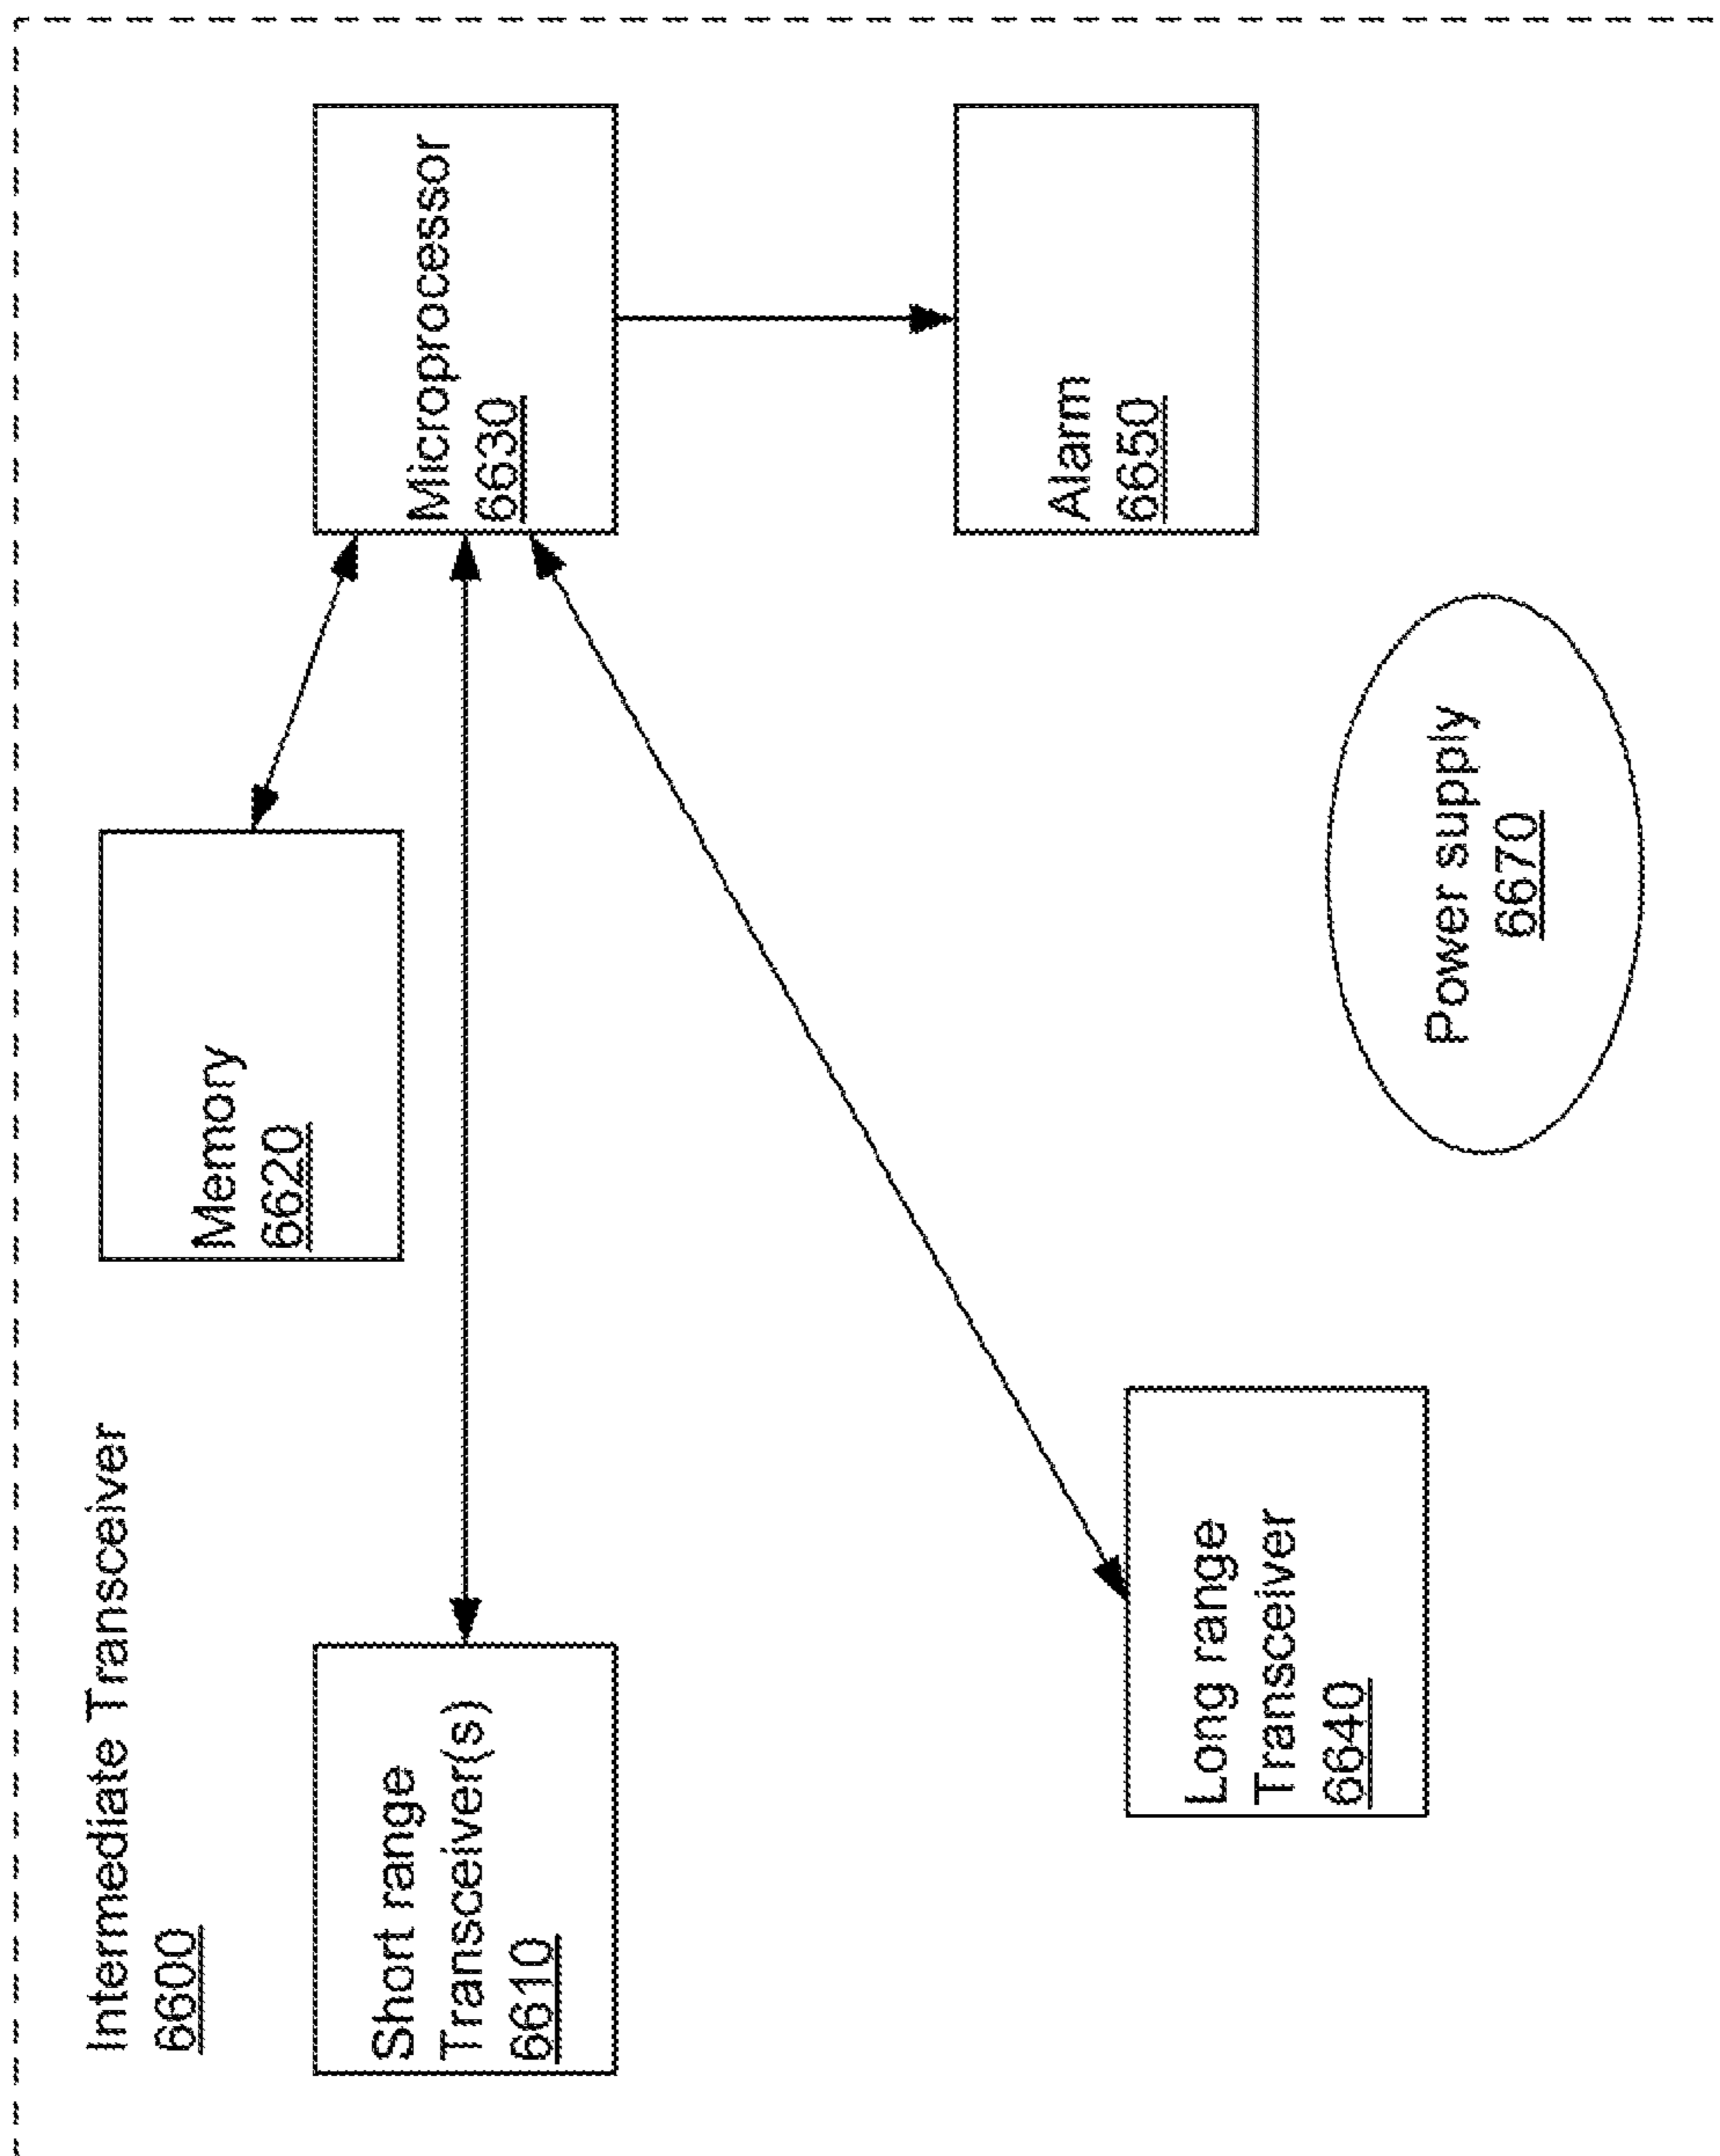 Intermediate Transceiver
6600
Memory
6620
Short range
Transceiver(s)
6610
Microprocessor
6630
Long range
Transceiver
6640
Alarm
6650
Power supply
6670